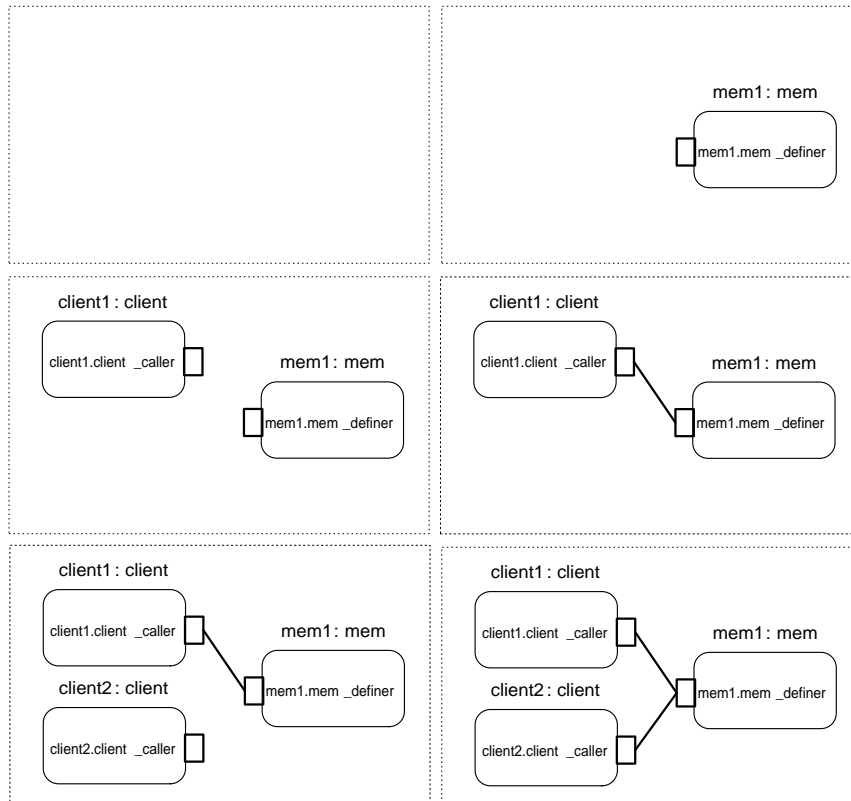 mem1 : mem
mem1.mem _definer
client1 : client
client1.client _caller
mem1 : mem
mem1.mem _definer
client1 : client
client1.client _caller
mem1 : mem
mem1.mem _definer
client1 : client
client1.client _caller
mem1 : mem
mem1.mem _definer
client2 : client
client2.client _caller
client1 : client
client1.client _caller
mem1 : mem
mem1.mem _definer
client2 : client
client2.client _caller